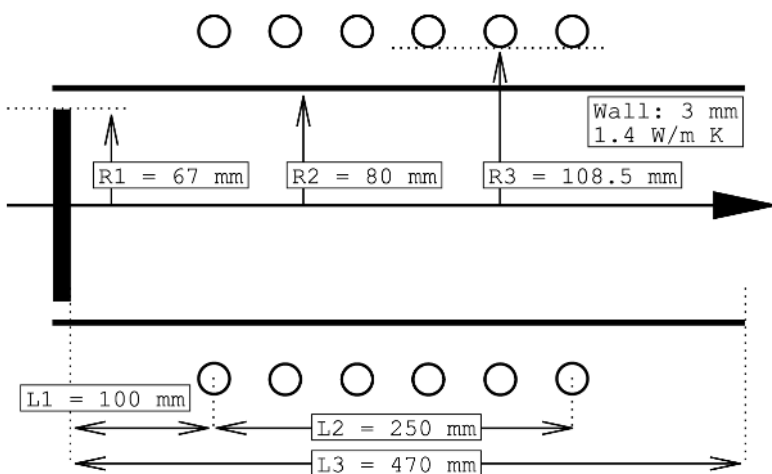 Wall: 3 mm
1.4 W/m K
R1 = 67 mm
R2 = 80 mm
R3 = 108.5 mm
L1 = 100 mm
L2 = 250 mm
L3 = 470 mm